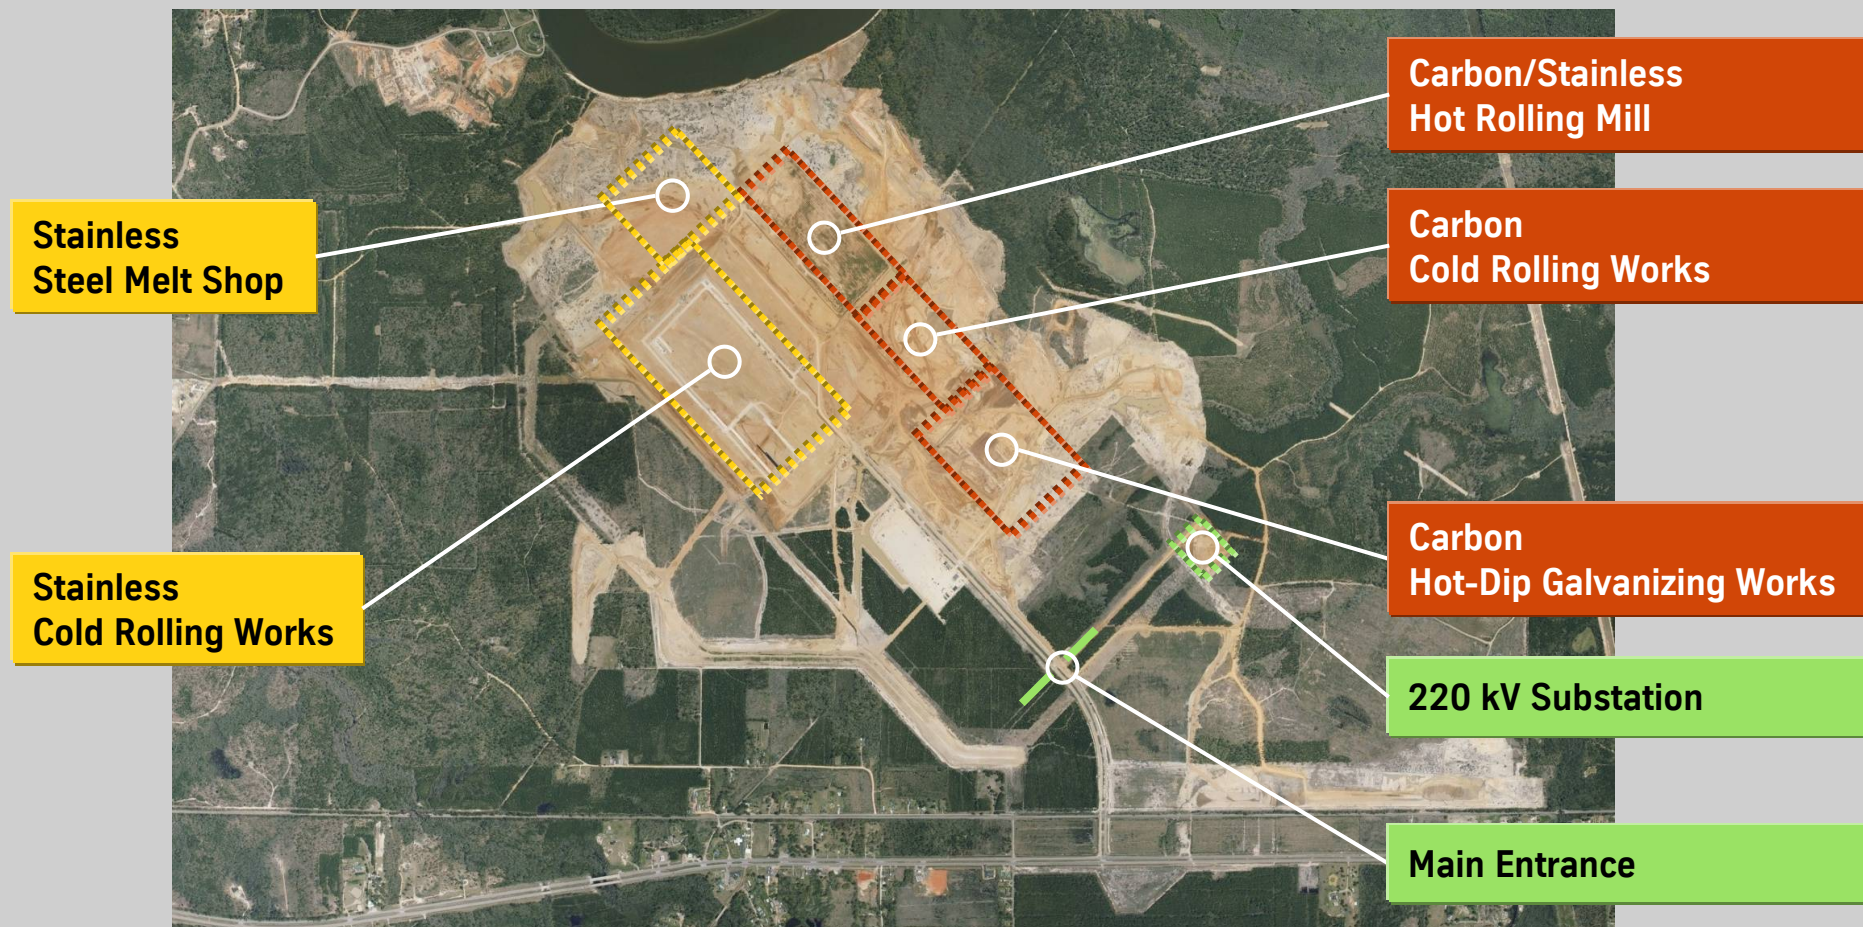 Carbon/Stainless
Hot Rolling Mill
Carbon
Cold Rolling Works
Stainless
Steel Melt Shop
Carbon
Hot-Dip Galvanizing Works
Stainless
Cold Rolling Works
220 kV Substation
Main Entrance